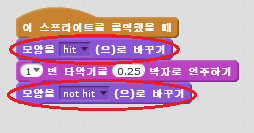 이 스프라이트를 클릭했을 때
모양을 hit (으)로 바꾸기
1 번 타악기를 0.25 박자로 연주하기
모양을 not hit (으)로 바꾸기